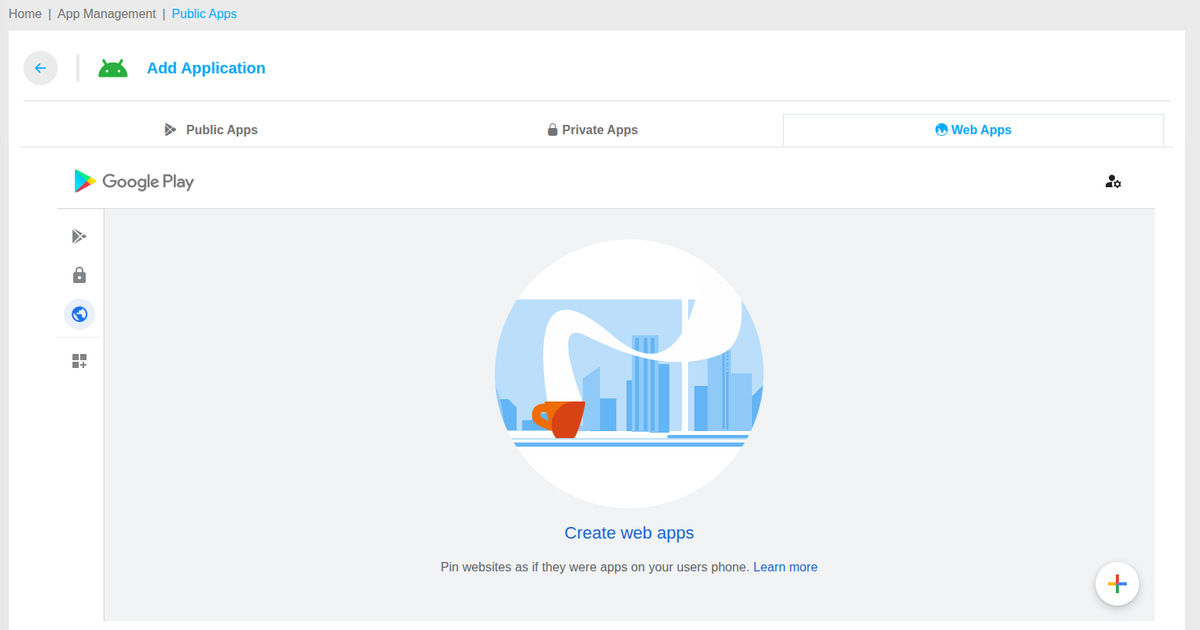 Home | App Management | Public Apps
Add Application
Public Apps
Private Apps
Web Apps
Google Play
Create web apps
Pin websites as if they were apps on your users phone. Learn more